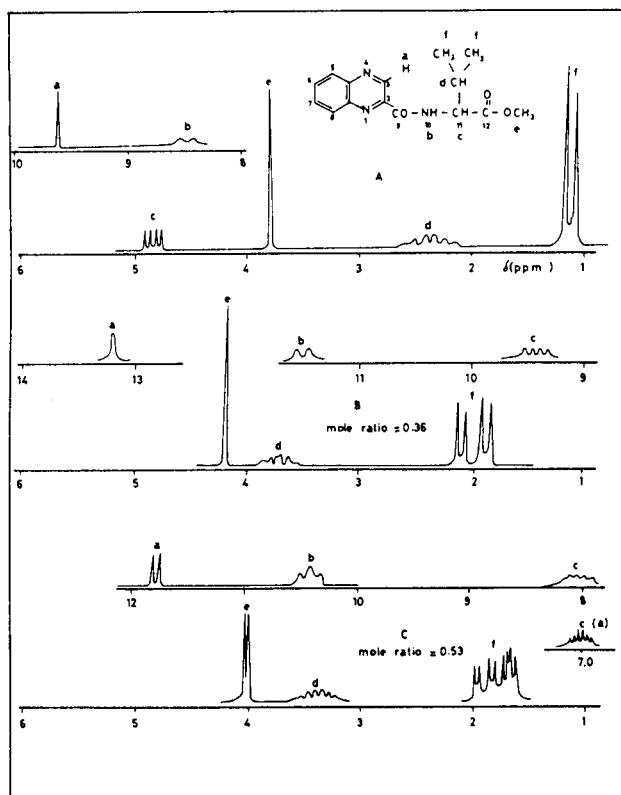 f f
CH₃ CH₃
a
H
d CH
5 4 N
6
7
8 N 1
3
CO - NH - CH - C - OCH₃
O
9 10 11 12
b c e
a
b
10 9 8
e
f
A
c
d
6 5 4 3 2 δ(ppm) 1
a
b
c
14 13 11 10 9
e
B
mole ratio = 0.36
d
f
6 5 4 3 2 1
a
b
c
12 11 10 9 8
e
C
mole ratio = 0.53
c (a)
7.0
d
f
6 5 4 3 2 1